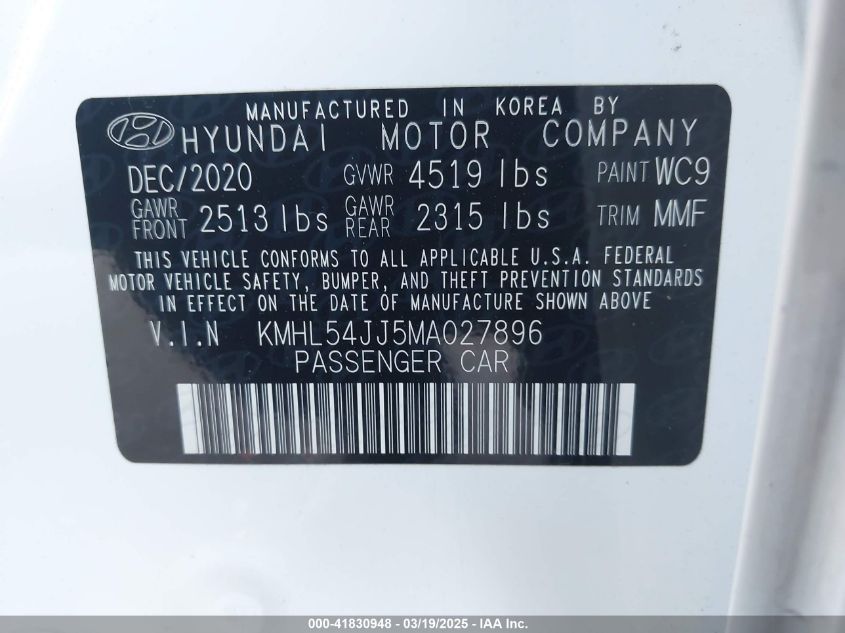 MANUFACTURED IN KOREA BY
HYUNDAI MOTOR COMPANY
DEC/2020 GVWR 4519 lbs PAINT WC9
GAWR FRONT 2513 lbs GAWR REAR 2315 lbs TRIM MMF
THIS VEHICLE CONFORMS TO ALL APPLICABLE U.S.A. FEDERAL
MOTOR VEHICLE SAFETY, BUMPER, AND THEFT PREVENTION STANDARDS
IN EFFECT ON THE DATE OF MANUFACTURE SHOWN ABOVE
V.I.N KMHL54JJ5MA027896
PASSENGER CAR
000-41830948 - 03/19/2025 - IAA Inc.